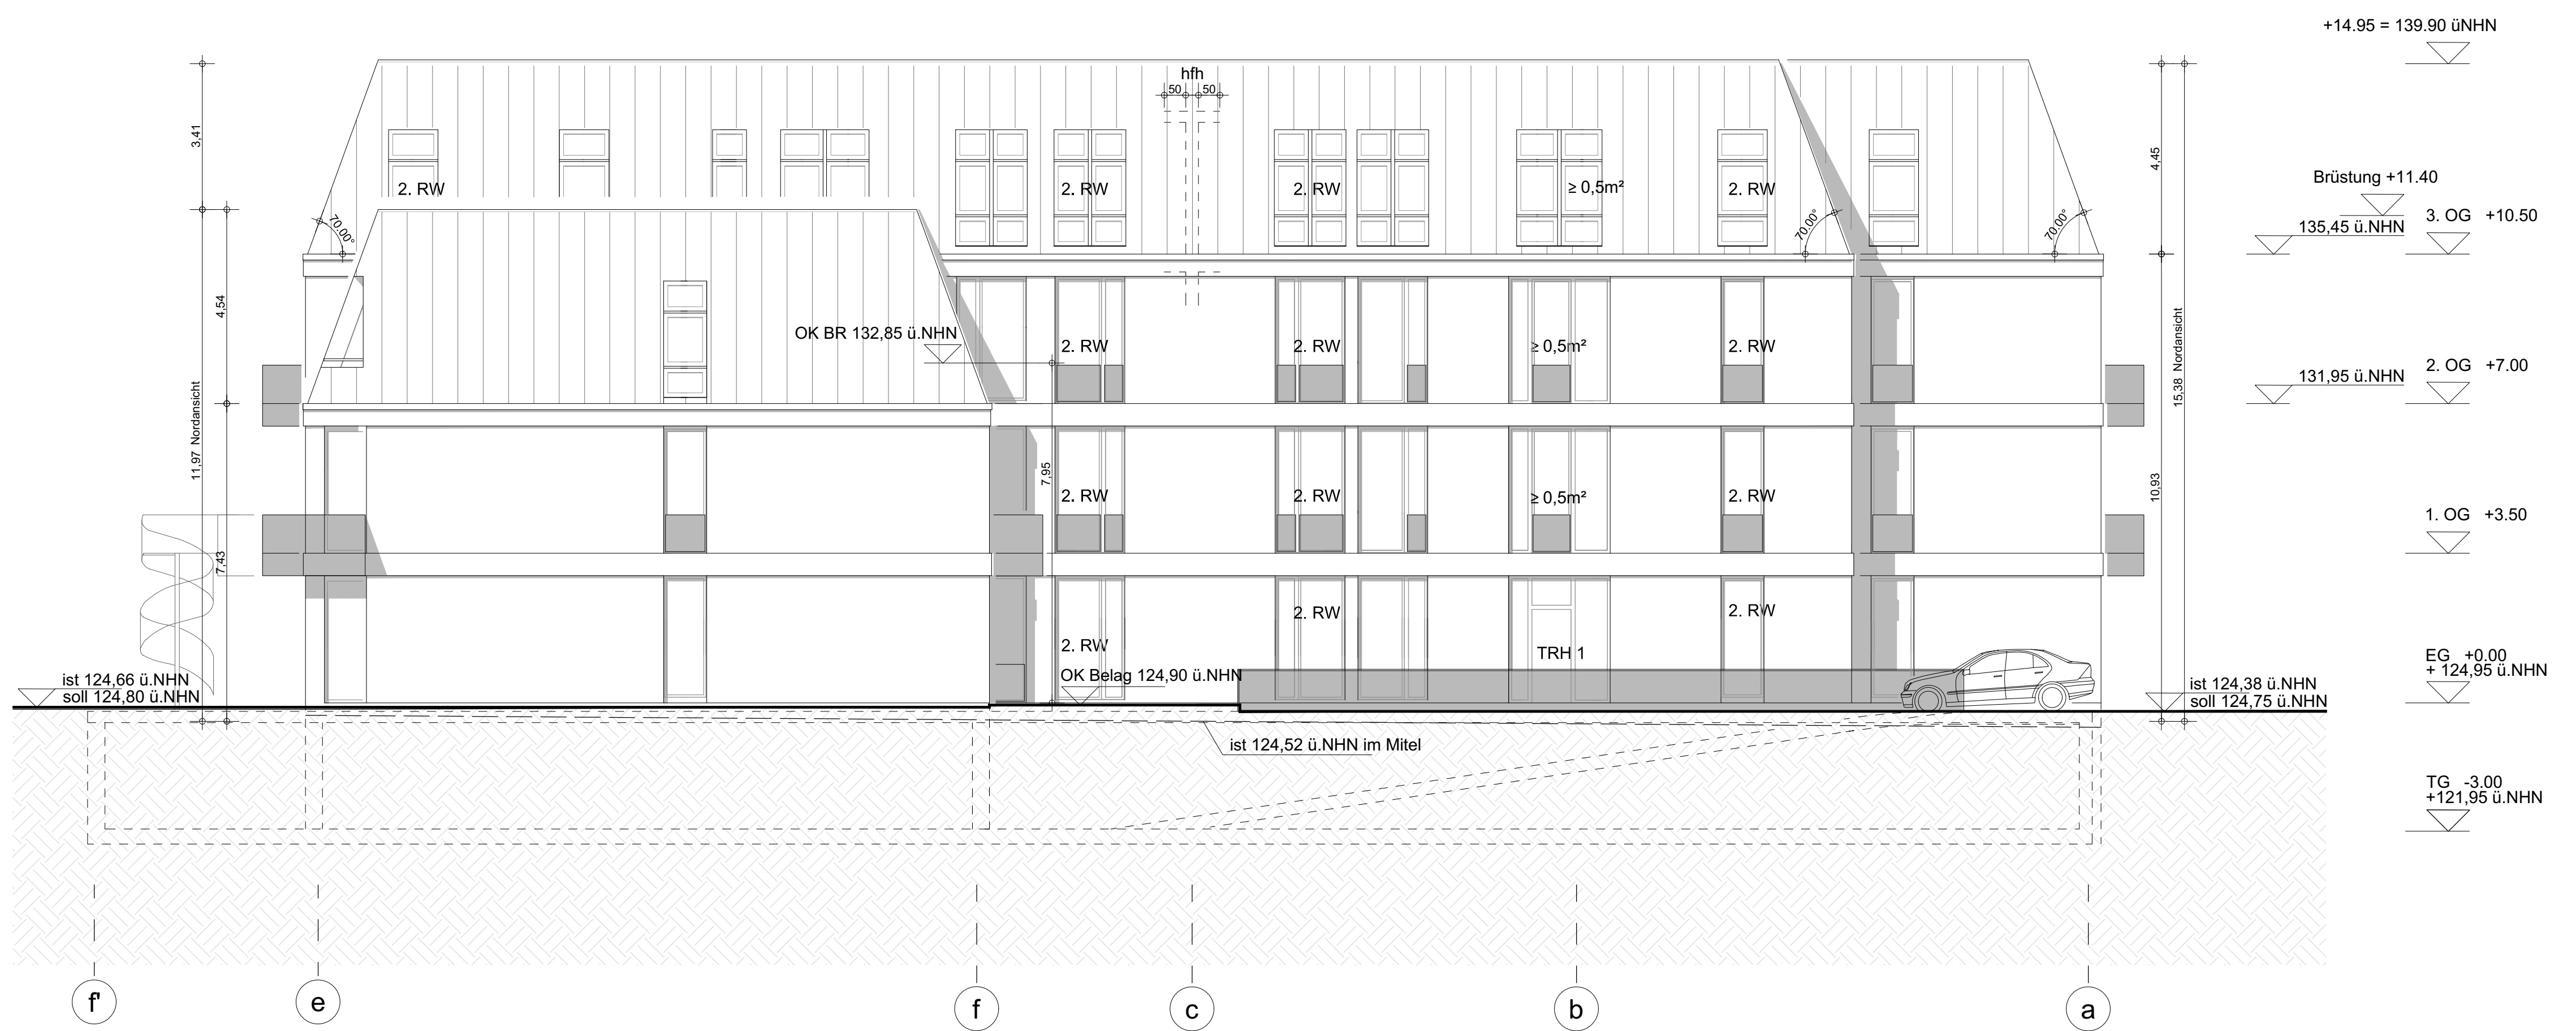 +14.95 = 139.90 üNHN
hfh
50 50
3,41
4,45
Brüstung +11.40
2. RW
2. RW
2. RW
≥ 0,5m²
2. RW
3. OG +10.50
135,45 ü.NHN
70.00°
70.00°
70.00°
4,54
OK BR 132,85 ü.NHN
2. RW
2. RW
≥ 0,5m²
2. RW
15,38 Nordansicht
2. OG +7.00
131,95 ü.NHN
11,97 Nordansicht
7,95
2. RW
2. RW
≥ 0,5m²
2. RW
10,93
1. OG +3.50
7,43
2. RW
2. RW
2. RW
TRH 1
OK Belag 124,90 ü.NHN
EG +0.00
+ 124,95 ü.NHN
ist 124,66 ü.NHN
soll 124,80 ü.NHN
ist 124,38 ü.NHN
soll 124,75 ü.NHN
ist 124,52 ü.NHN im Mitel
TG -3.00
+121,95 ü.NHN
f' e f c b a